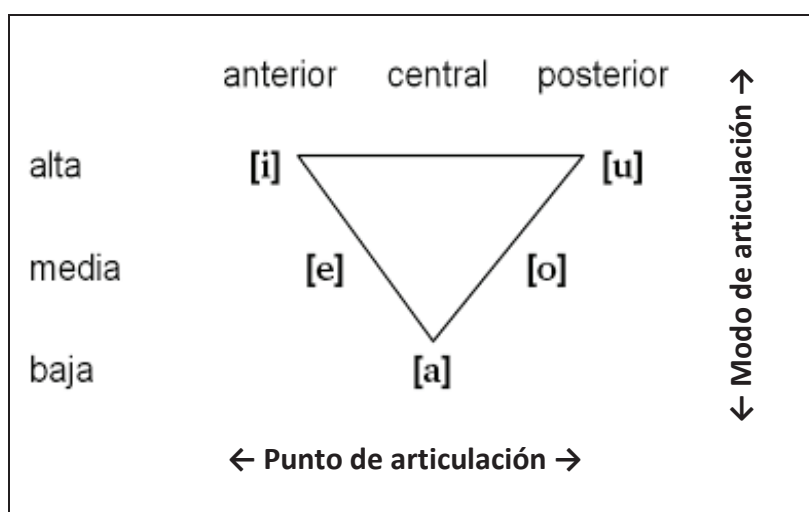 anterior central posterior
alta [i] [u]
media [e] [o]
baja [a]
← Punto de articulación →
← Modo de articulación →